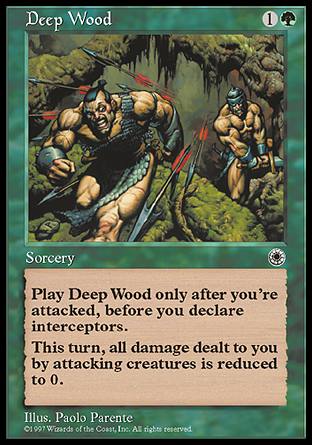 Deep Wood 1
Sorcery
Play Deep Wood only after you're
attacked, before you declare
interceptors.
This turn, all damage dealt to you
by attacking creatures is reduced
to 0.
Illus. Paolo Parente
©1997 Wizards of the Coast, Inc. All rights reserved.